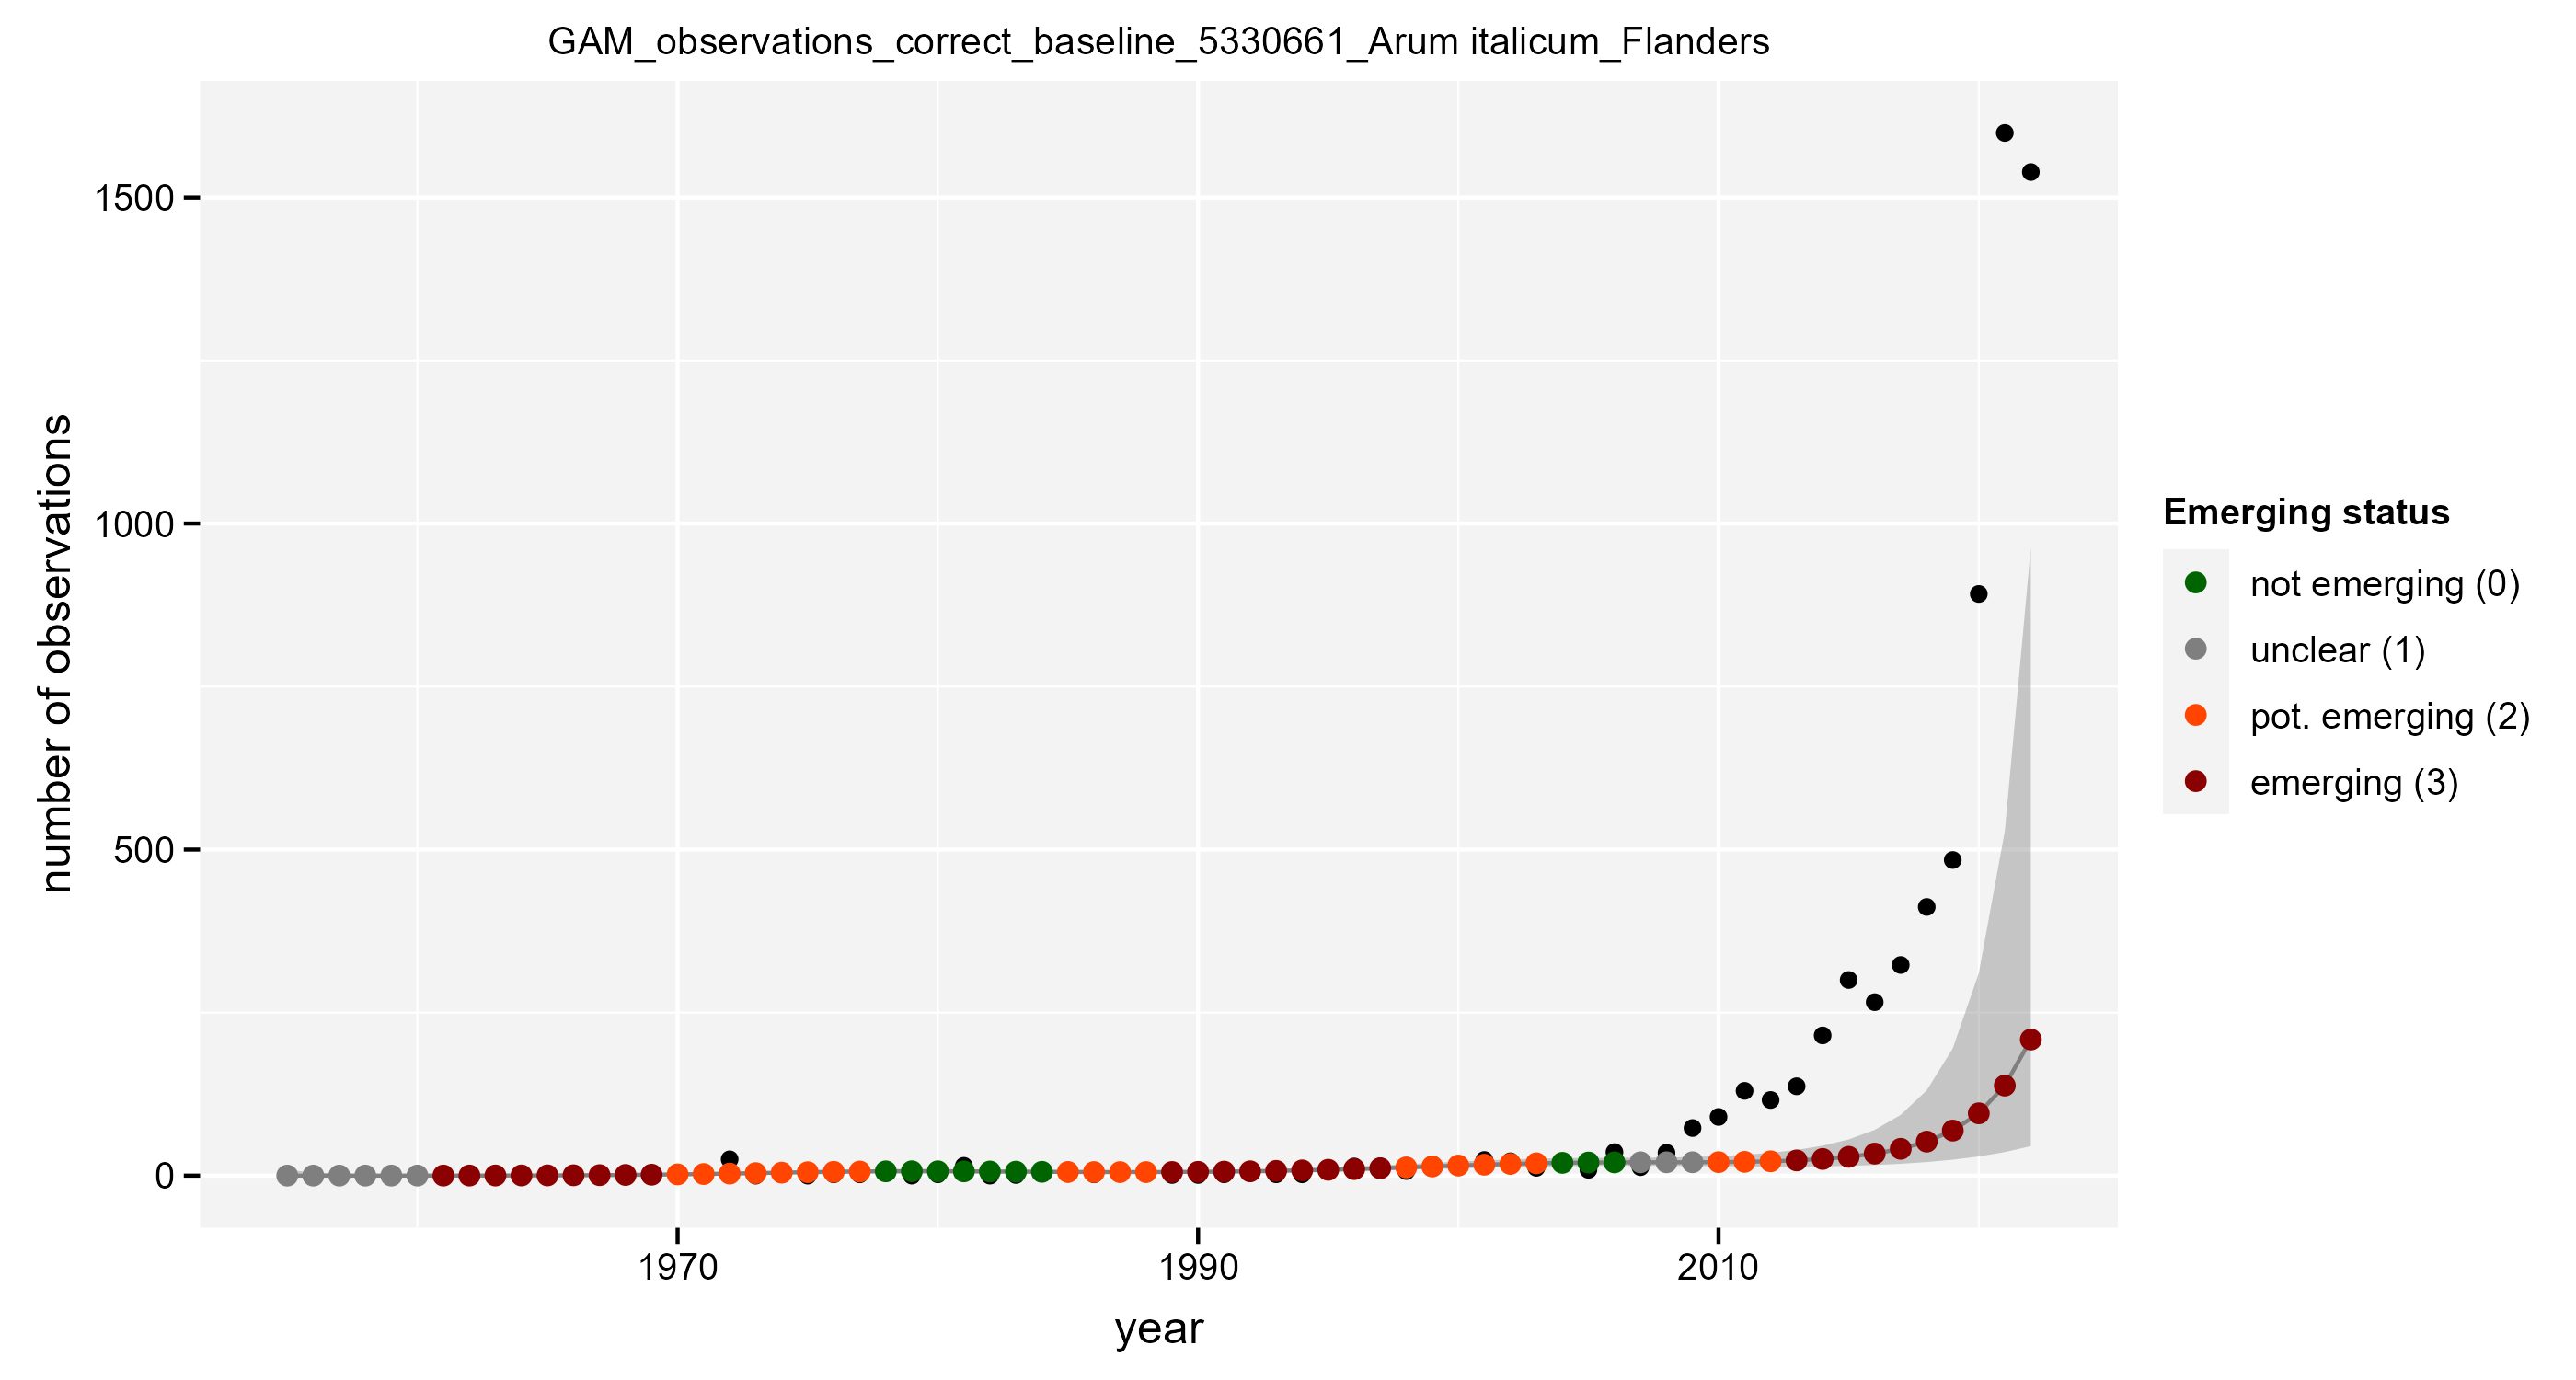 GAM_observations_correct_baseline_5330661_Arum italicum_Flanders
number of observations
1500
1000
500
0
1970
1990
2010
year
Emerging status
not emerging (0)
unclear (1)
pot. emerging (2)
emerging (3)